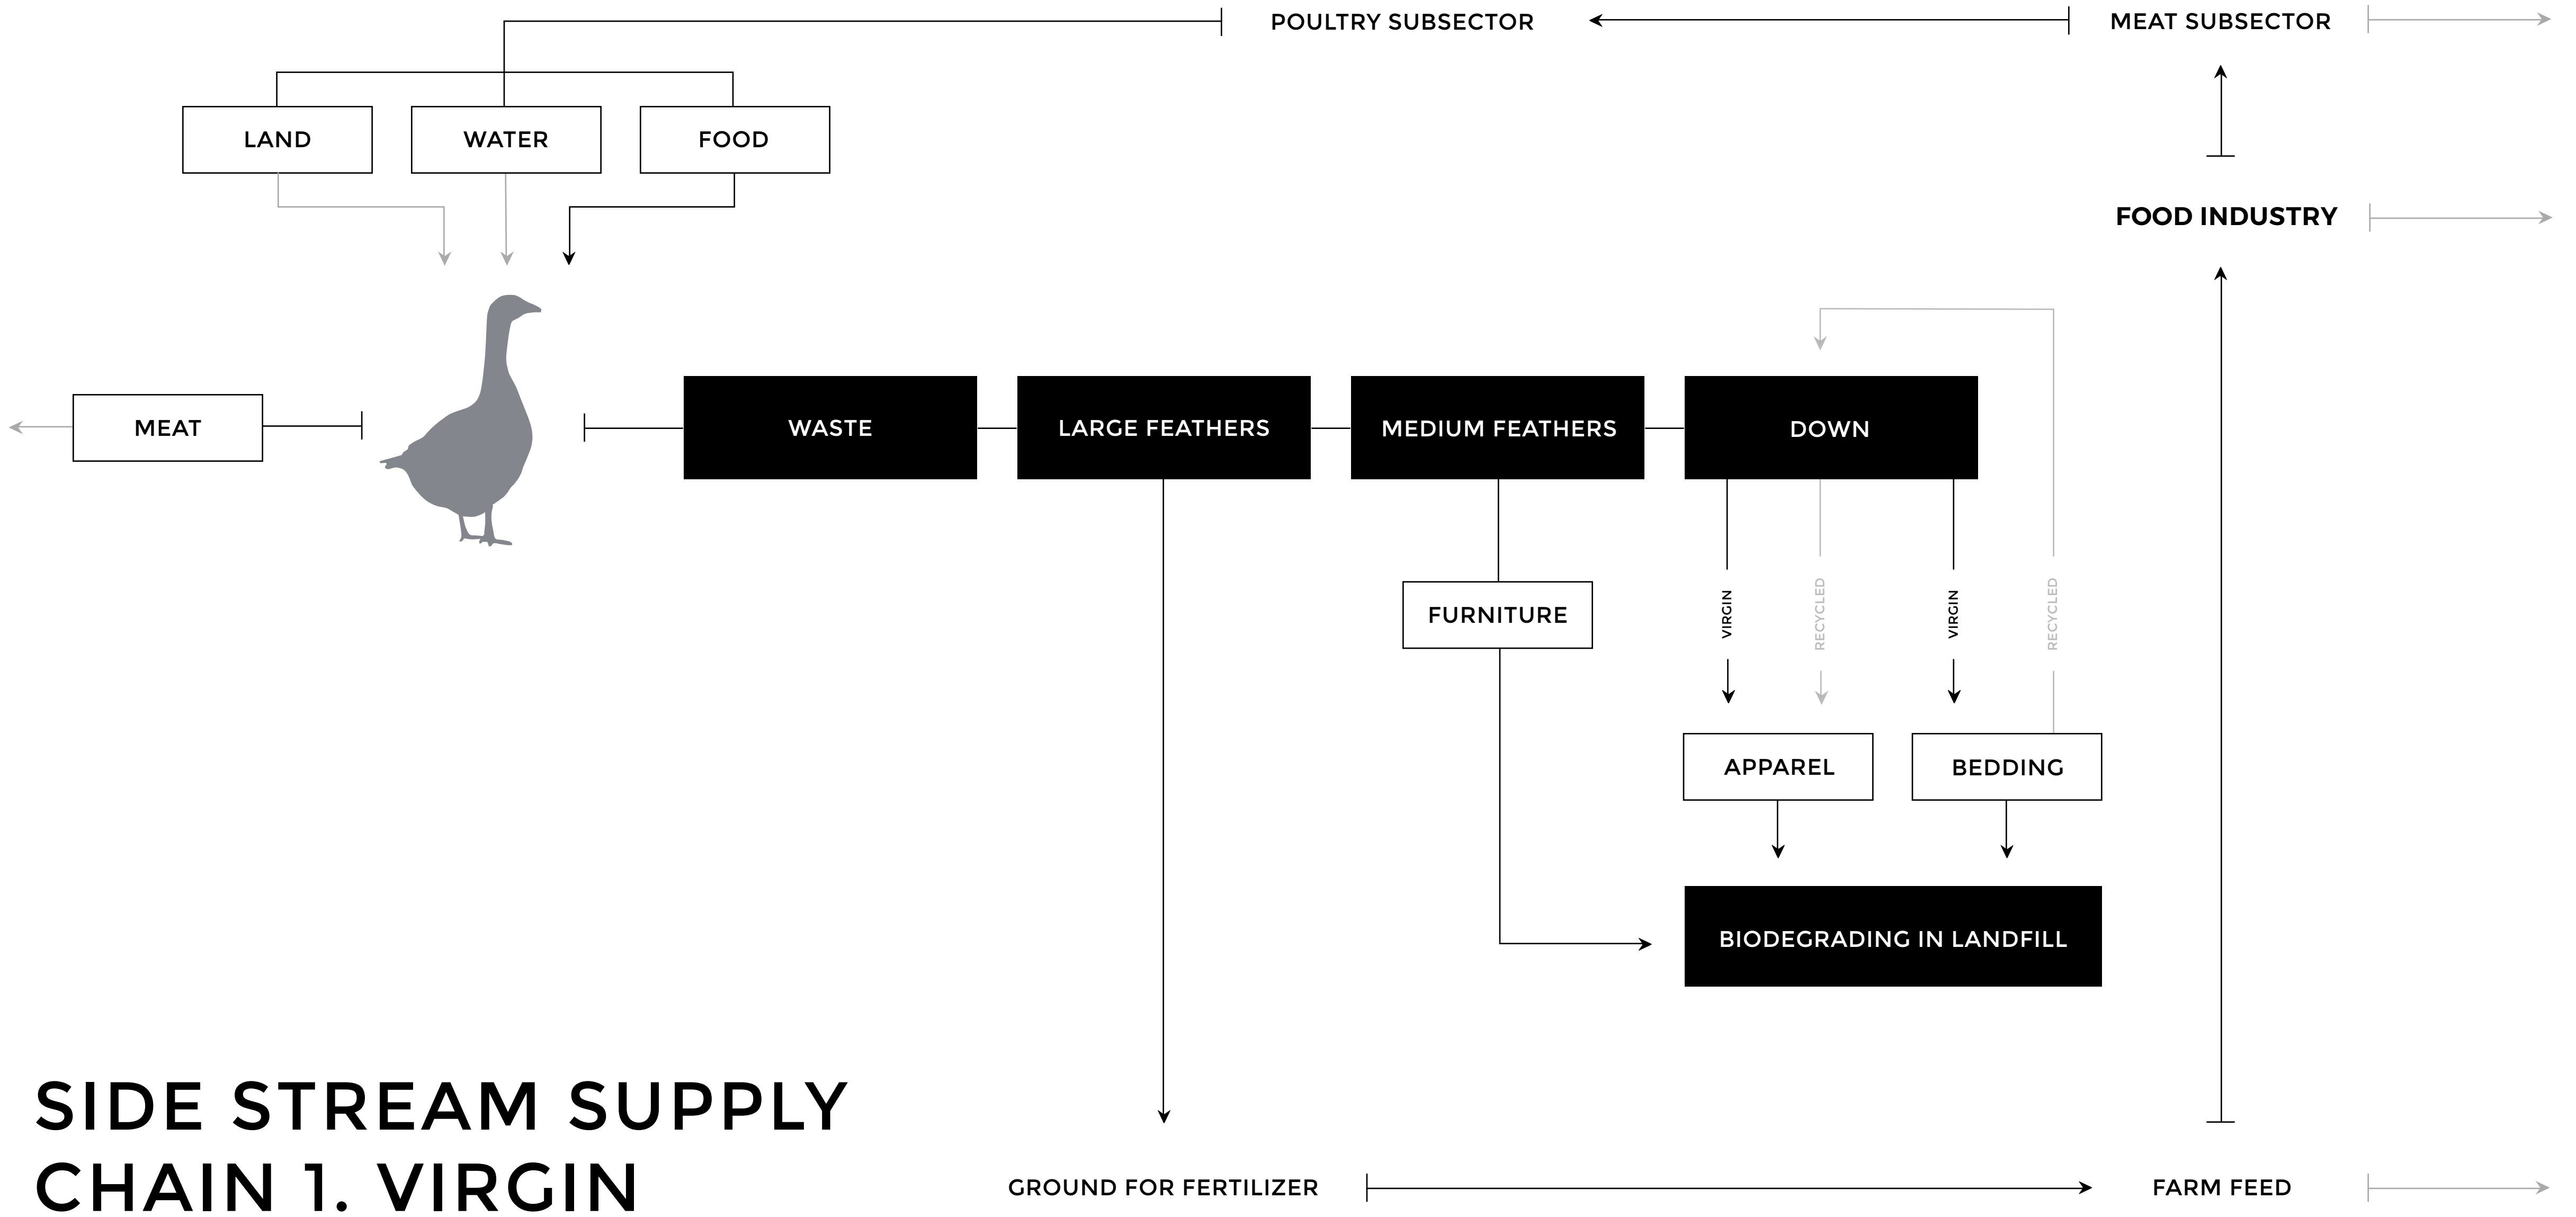 POULTRY SUBSECTOR
MEAT SUBSECTOR
LAND
WATER
FOOD
FOOD INDUSTRY
MEAT
WASTE
LARGE FEATHERS
MEDIUM FEATHERS
DOWN
FURNITURE
VIRGIN
RECYCLED
VIRGIN
RECYCLED
APPAREL
BEDDING
BIODEGRADING IN LANDFILL
SIDE STREAM SUPPLY
CHAIN 1. VIRGIN
GROUND FOR FERTILIZER
FARM FEED